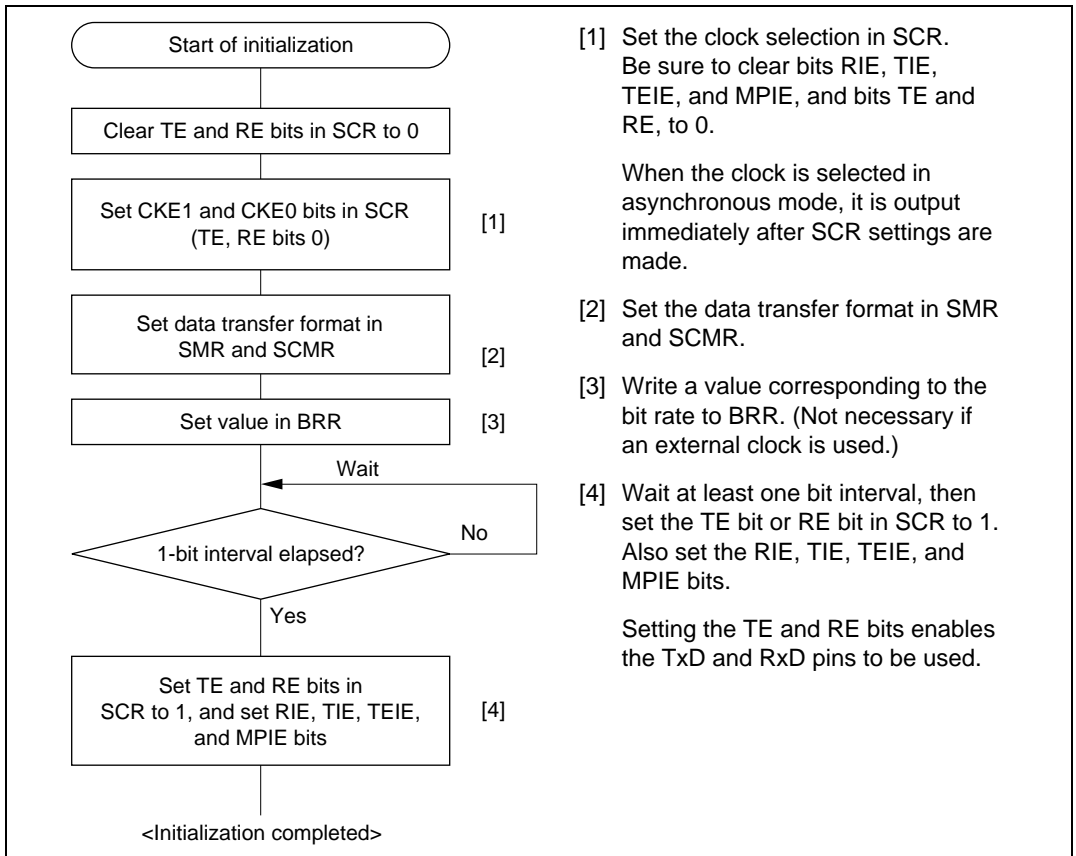 Start of initialization
Clear TE and RE bits in SCR to 0
Set CKE1 and CKE0 bits in SCR
(TE, RE bits 0)
[1]
Set data transfer format in
SMR and SCMR
[2]
Set value in BRR
[3]
Wait
No
1-bit interval elapsed?
Yes
Set TE and RE bits in
SCR to 1, and set RIE, TIE, TEIE,
and MPIE bits
[4]
<Initialization completed>
[1] Set the clock selection in SCR.
Be sure to clear bits RIE, TIE,
TEIE, and MPIE, and bits TE and
RE, to 0.
When the clock is selected in
asynchronous mode, it is output
immediately after SCR settings are
made.
[2] Set the data transfer format in SMR
and SCMR.
[3] Write a value corresponding to the
bit rate to BRR. (Not necessary if
an external clock is used.)
[4] Wait at least one bit interval, then
set the TE bit or RE bit in SCR to 1.
Also set the RIE, TIE, TEIE, and
MPIE bits.
Setting the TE and RE bits enables
the TxD and RxD pins to be used.